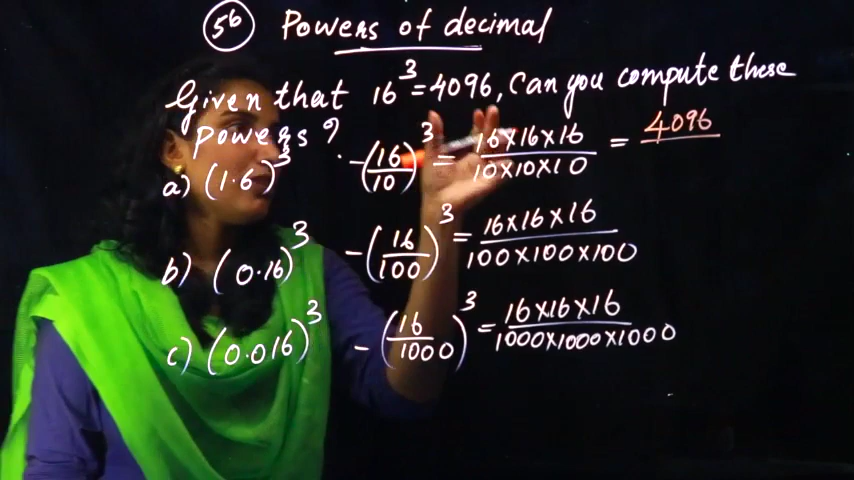 56 Powers of decimal
Given that 16³=4096, Can you compute these
Powers?
a) (1.6)³ - (16/10)³ = 16×16×16/10×10×10 = 4096
b) (0.16)³ - (16/100)³ = 16×16×16/100×100×100
c) (0.016)³ - (16/1000)³ = 16×16×16/1000×1000×1000